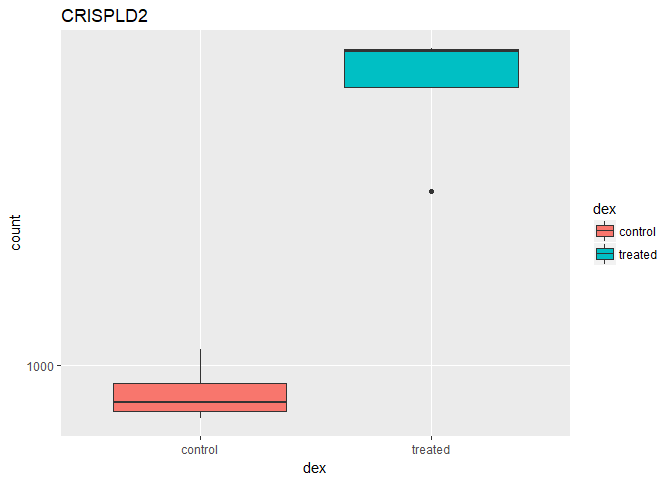 CRISPLD2
count
1000
control
treated
dex
dex
control
treated